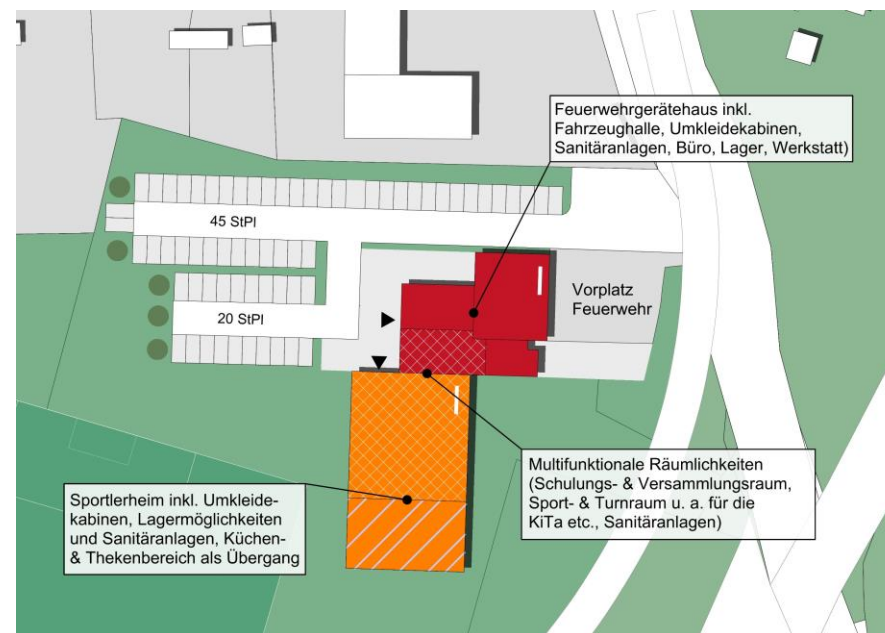 Feuerwehrgerätehaus inkl.
Fahrzeughalle, Umkleidekabinen,
Sanitäranlagen, Büro, Lager, Werkstatt)
45 StPl
20 StPl
Vorplatz
Feuerwehr
Multifunktionale Räumlichkeiten
(Schulungs- & Versammlungsraum,
Sport- & Turnraum u. a. für die
KiTa etc., Sanitäranlagen)
Sportlerheim inkl. Umkleide-
kabinen, Lagermöglichkeiten
und Sanitäranlagen, Küchen-
& Thekenbereich als Übergang